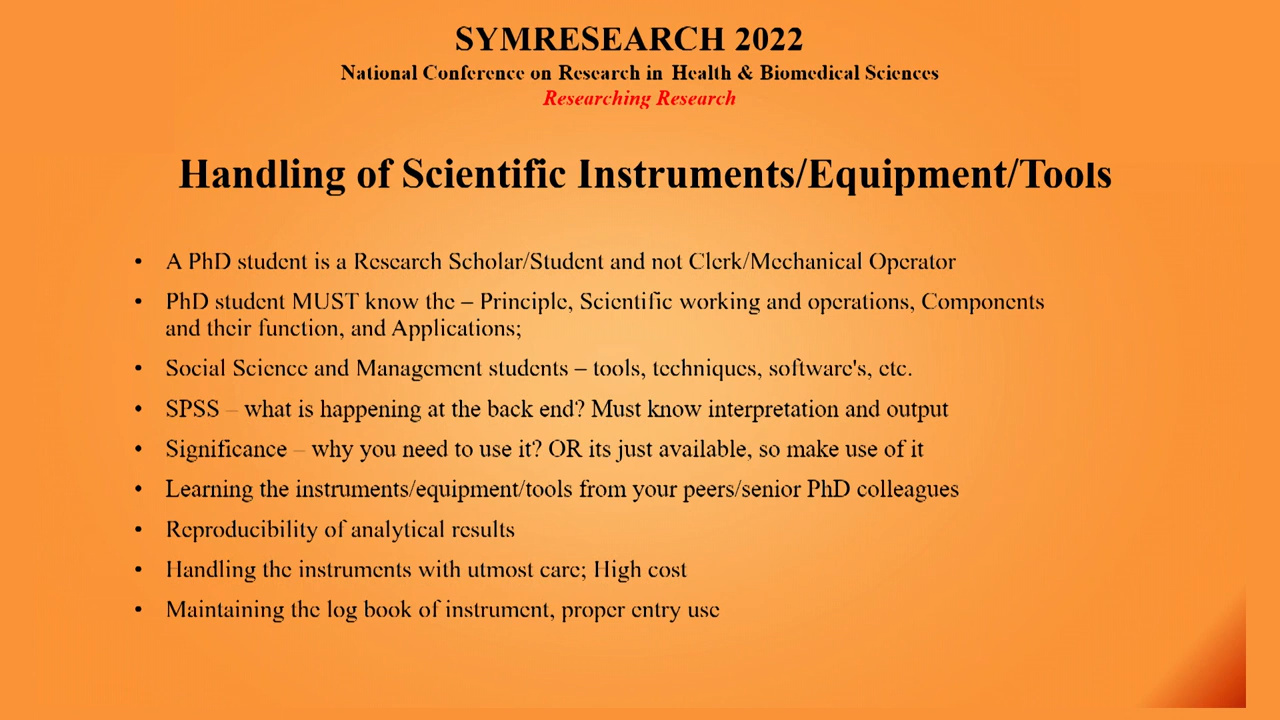 SYMRESEARCH 2022
National Conference on Research in Health & Biomedical Sciences
Researching Research
Handling of Scientific Instruments/Equipment/Tools
• A PhD student is a Research Scholar/Student and not Clerk/Mechanical Operator
• PhD student MUST know the – Principle, Scientific working and operations, Components
and their function, and Applications;
• Social Science and Management students – tools, techniques, software's, etc.
• SPSS – what is happening at the back end? Must know interpretation and output
• Significance – why you need to use it? OR its just available, so make use of it
• Learning the instruments/equipment/tools from your peers/senior PhD colleagues
• Reproducibility of analytical results
• Handling the instruments with utmost care; High cost
• Maintaining the log book of instrument, proper entry use